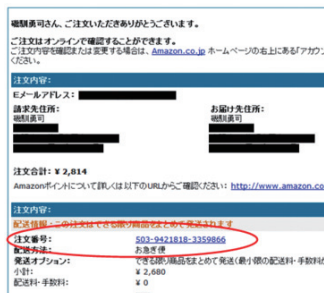 磯馴勇司さん、ご注文いただきありがとうございます。
ご注文はオンラインで確認することができます。
ご注文内容を確認または変更する場合は、Amazon.co.jp ホームページの右上にある「アカウン
ください。
注文内容:
Eメールアドレス:
請求先住所:
磯馴勇司
お届け先住所:
磯馴勇司
注文合計: ¥ 2,814
Amazonポイントについて詳しくは以下のURLからご確認ください: http://www.amazon.co
注文内容:
配送情報: この注文はできる限り商品をまとめて発送されます
注文番号: 503-9421818-3359866
配送方法: お急ぎ便
発送オプション: できる限り商品をまとめて発送(最小限の配送料・手数料が
小計: ¥ 2,680
配送料・手数料: ¥ 0